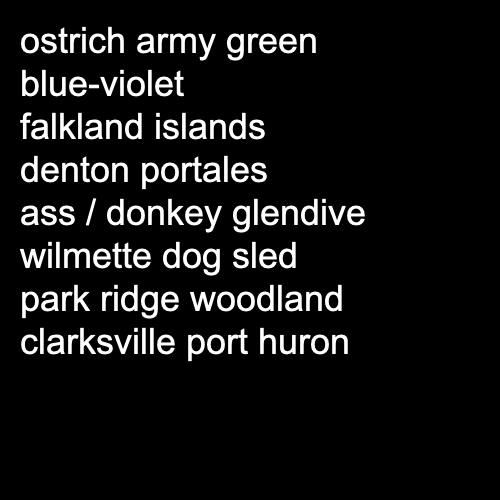 ostrich army green
blue-violet
falkland islands
denton portales
ass / donkey glendive
wilmette dog sled
park ridge woodland
clarksville port huron